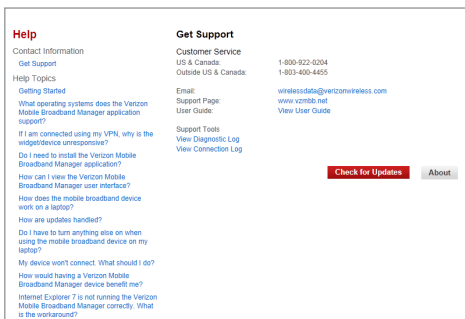 Help
Contact Information
Get Support
Help Topics
Getting Started
What operating systems does the Verizon
Mobile Broadband Manager application
support?
If I am connected using my VPN, why is the
widget/device unresponsive?
Do I need to install the Verizon Mobile
Broadband Manager application?
How can I view the Verizon Mobile
Broadband Manager user interface?
How does the mobile broadband device
work on a laptop?
How are updates handled?
Do I have to turn anything else on when
using the mobile broadband device on my
laptop?
My device won't connect. What should I do?
How would having a Verizon Mobile
Broadband Manager device benefit me?
Internet Explorer 7 is not running the Verizon
Mobile Broadband Manager correctly. What
is the workaround?
Get Support
Customer Service
US & Canada: 1-800-922-0204
Outside US & Canada: 1-803-400-4455
Email: wirelessdata@verizonwireless.com
Support Page: www.vzmbb.net
User Guide: View User Guide
Support Tools
View Diagnostic Log
View Connection Log
Check for Updates About